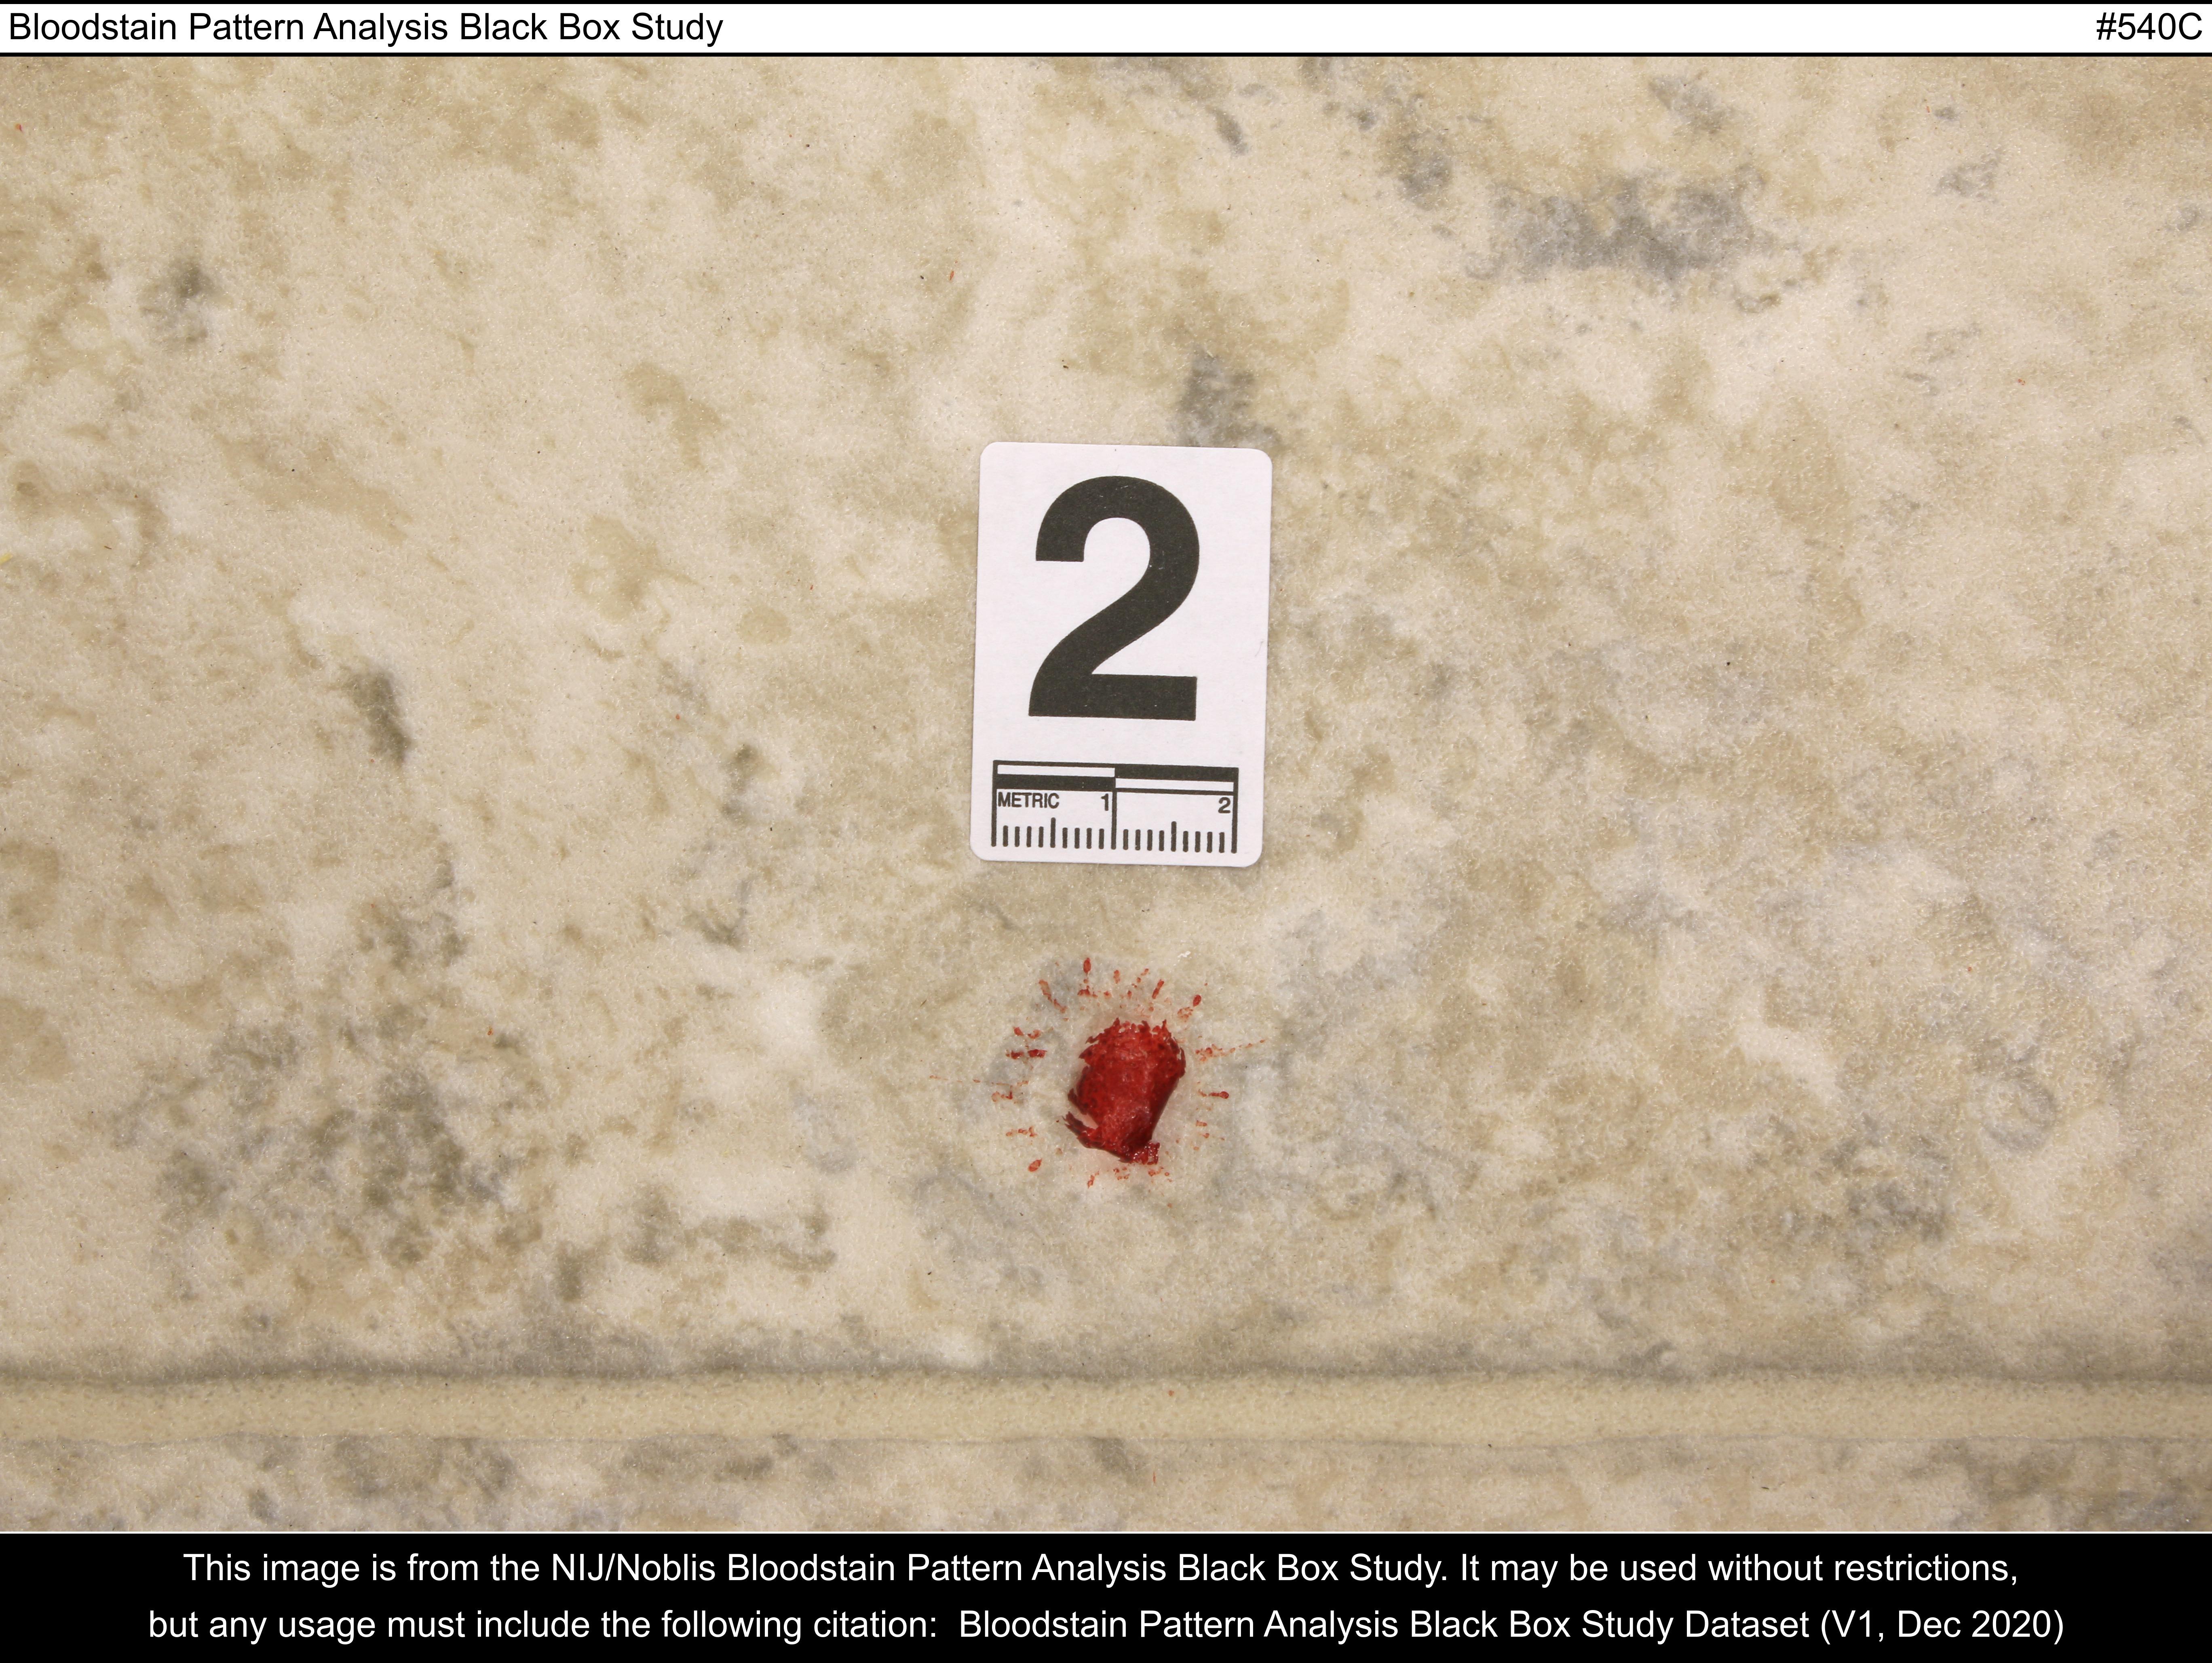 Bloodstain Pattern Analysis Black Box Study #540C
2
METRIC 1 2
This image is from the NIJ/Noblis Bloodstain Pattern Analysis Black Box Study. It may be used without restrictions,
but any usage must include the following citation: Bloodstain Pattern Analysis Black Box Study Dataset (V1, Dec 2020)